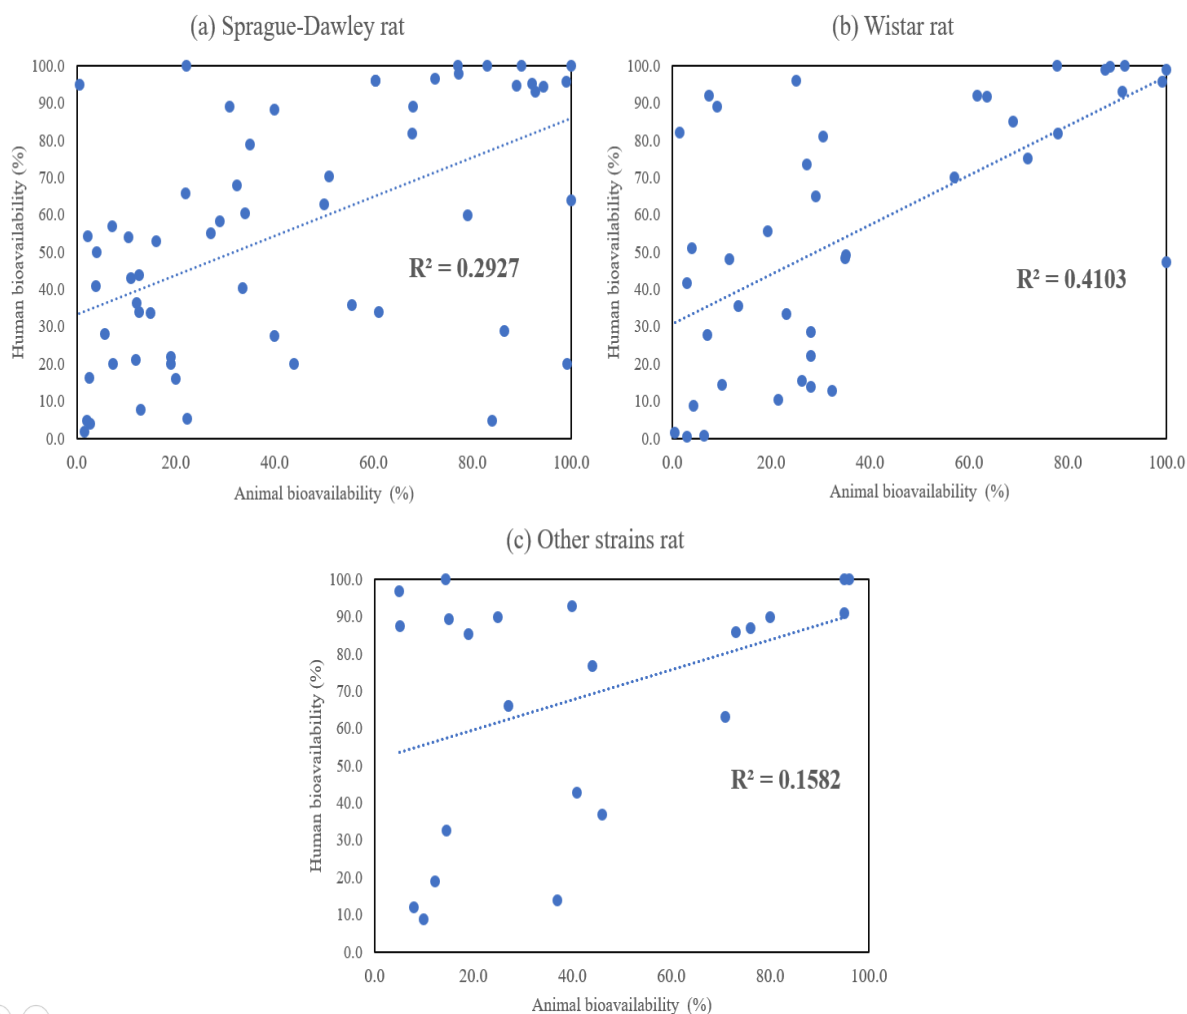 (a) Sprague-Dawley rat
100.0
90.0
80.0
70.0
60.0
50.0
40.0
30.0
20.0
10.0
0.0
Human bioavailability (%)
R² = 0.2927
0.0 20.0 40.0 60.0 80.0 100.0
Animal bioavailability (%)
(b) Wistar rat
100.0
90.0
80.0
70.0
60.0
50.0
40.0
30.0
20.0
10.0
0.0
Human bioavailability (%)
R² = 0.4103
0.0 20.0 40.0 60.0 80.0 100.0
Animal bioavailability (%)
(c) Other strains rat
100.0
90.0
80.0
70.0
60.0
50.0
40.0
30.0
20.0
10.0
0.0
Human bioavailability (%)
R² = 0.1582
0.0 20.0 40.0 60.0 80.0 100.0
Animal bioavailability (%)